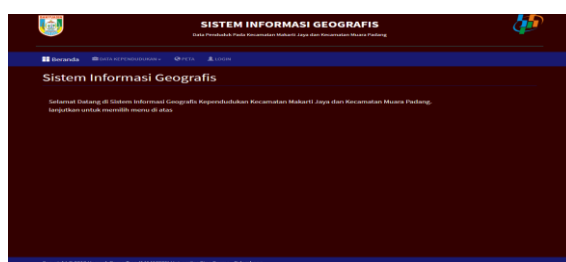 SISTEM INFORMASI GEOGRAFIS
Data Penduduk Pada Kecamatan Makarti Jaya dan Kecamatan Muara Padang
Beranda DATA KEPENDUDUKAN PETA LOGIN
Sistem Informasi Geografis
Selamat Datang di Sistem Informasi Geografis Kependudukan Kecamatan Makarti Jaya dan Kecamatan Muara Padang.
lanjutkan untuk memilih menu di atas